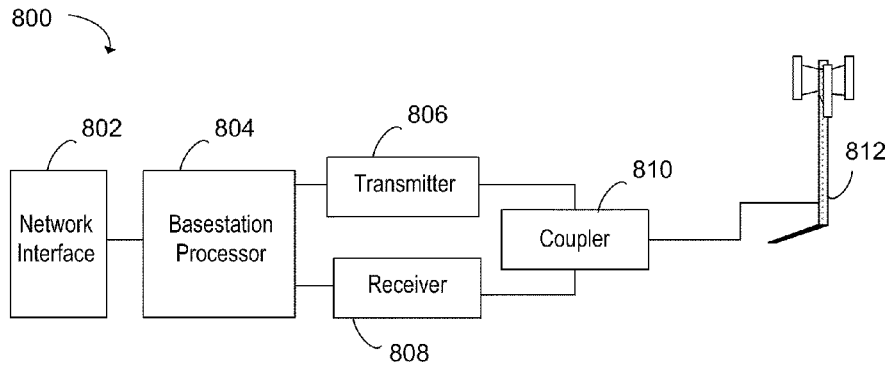 800
802
804
806
810
812
Network
Interface
Basestation
Processor
Transmitter
Coupler
Receiver
808